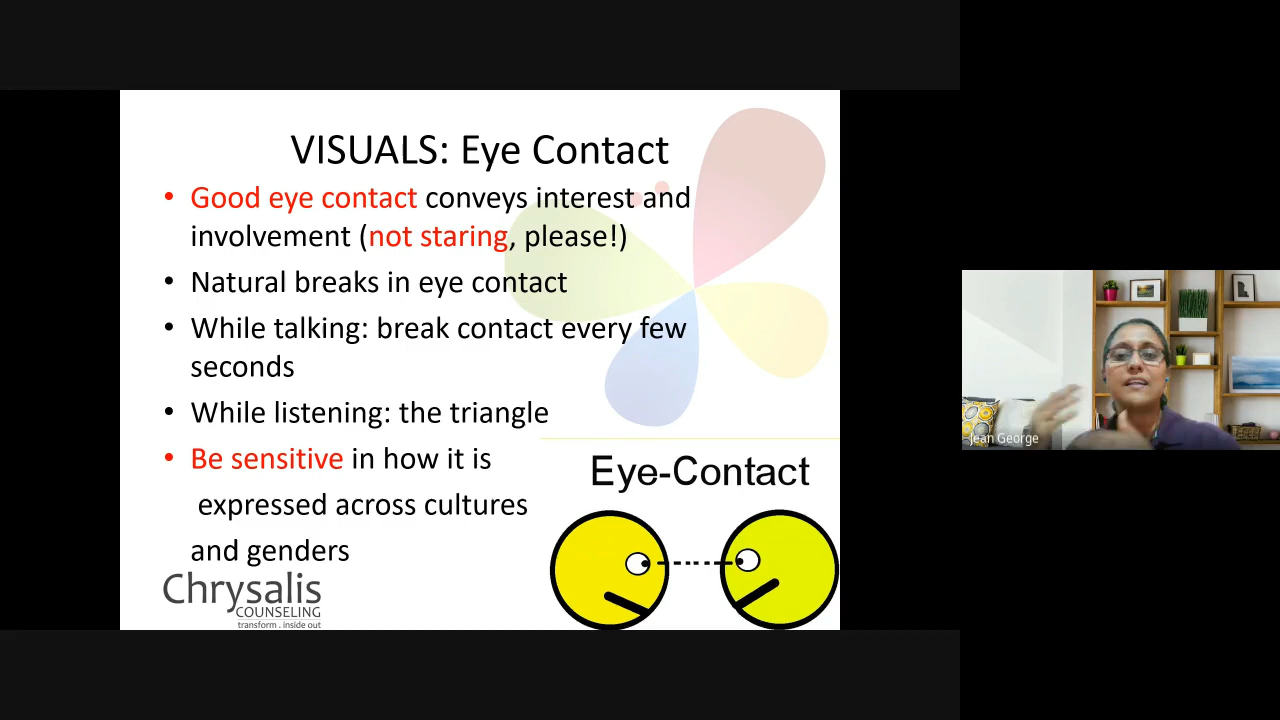 VISUALS: Eye Contact
• Good eye contact conveys interest and
involvement (not staring, please!)
• Natural breaks in eye contact
• While talking: break contact every few
seconds
• While listening: the triangle
• Be sensitive in how it is
expressed across cultures
and genders
Eye-Contact
Chrysalis
COUNSELING
transform . inside out
Jean George